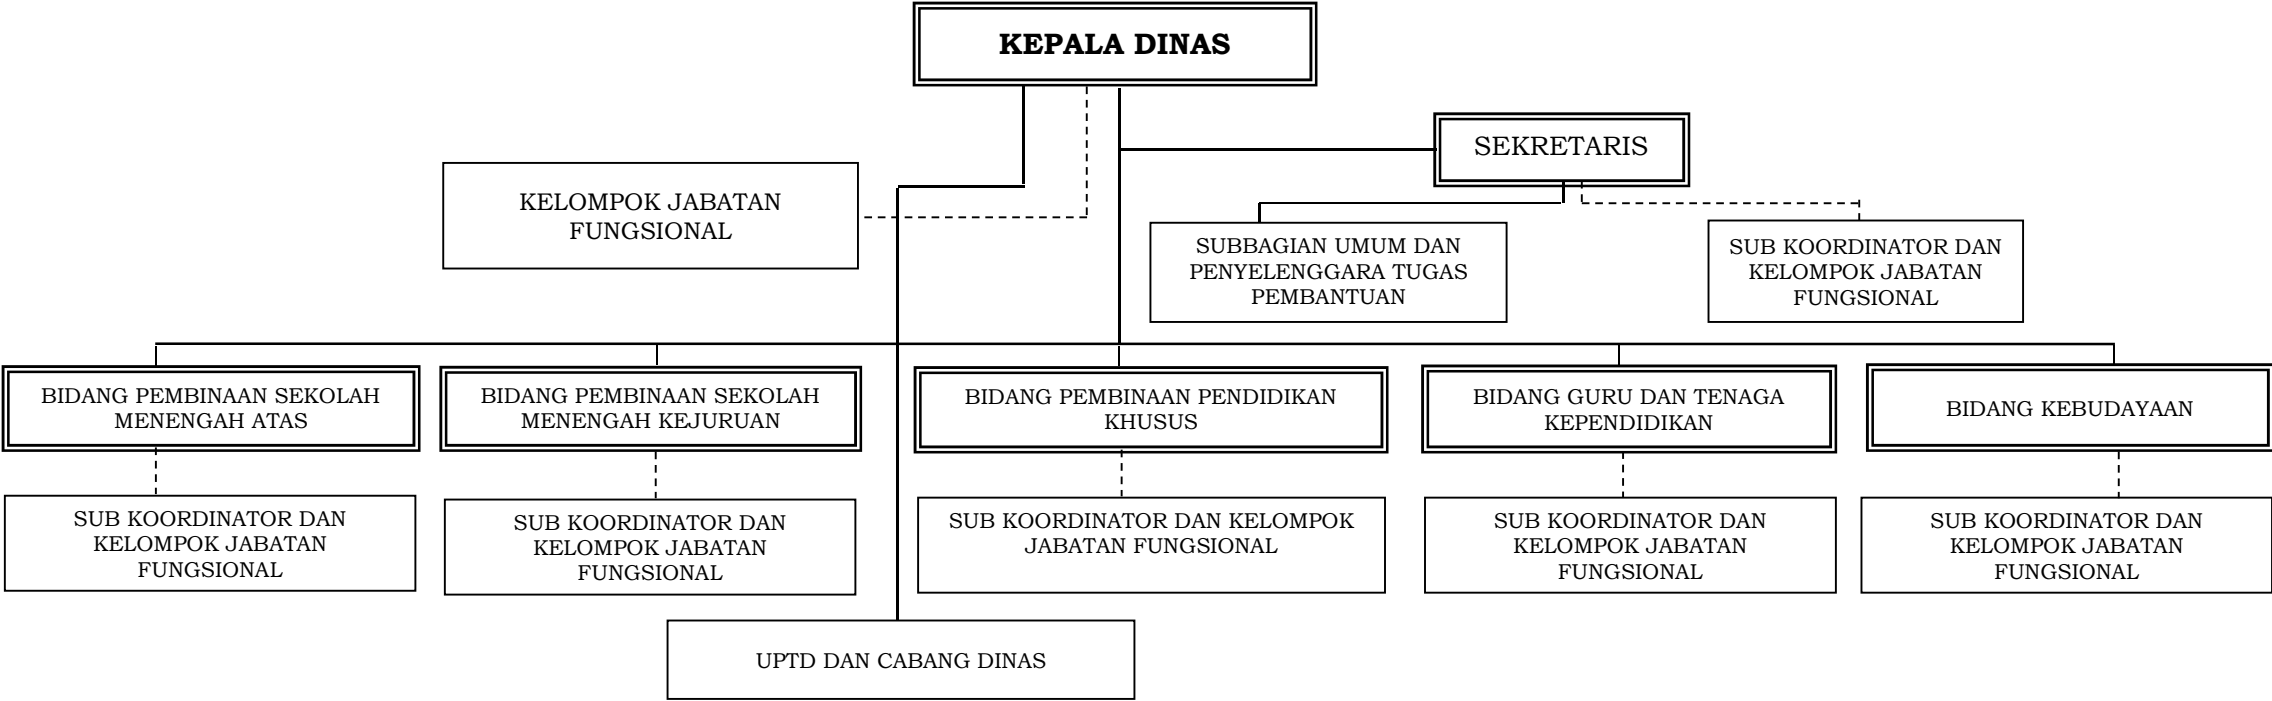 KEPALA DINAS
SEKRETARIS
KELOMPOK JABATAN
FUNGSIONAL
SUBBAGIAN UMUM DAN
PENYELENGGARA TUGAS
PEMBANTUAN
SUB KOORDINATOR DAN
KELOMPOK JABATAN
FUNGSIONAL
BIDANG PEMBINAAN SEKOLAH
MENENGAH ATAS
BIDANG PEMBINAAN SEKOLAH
MENENGAH KEJURUAN
BIDANG PEMBINAAN PENDIDIKAN
KHUSUS
BIDANG GURU DAN TENAGA
KEPENDIDIKAN
BIDANG KEBUDAYAAN
SUB KOORDINATOR DAN
KELOMPOK JABATAN
FUNGSIONAL
SUB KOORDINATOR DAN
KELOMPOK JABATAN
FUNGSIONAL
SUB KOORDINATOR DAN KELOMPOK
JABATAN FUNGSIONAL
SUB KOORDINATOR DAN
KELOMPOK JABATAN
FUNGSIONAL
SUB KOORDINATOR DAN
KELOMPOK JABATAN
FUNGSIONAL
UPTD DAN CABANG DINAS